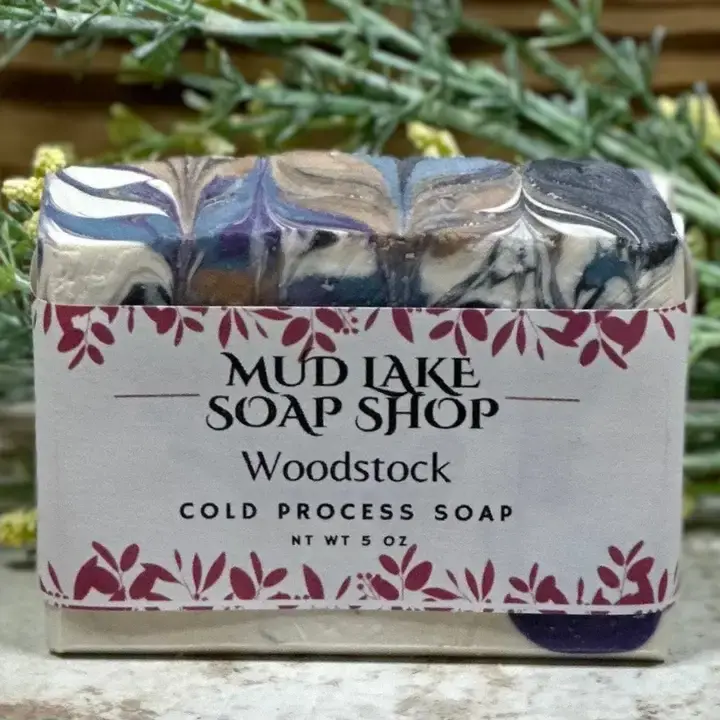 MUD LAKE
SOAP SHOP
Woodstock
COLD PROCESS SOAP
NT WT 5 OZ